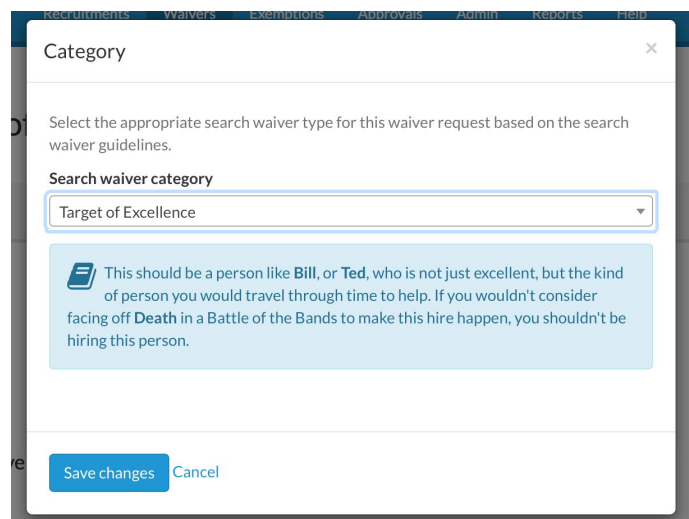 Recruitments Waivers Exemptions Approvals Admin Reports Help
Category
×
Select the appropriate search waiver type for this waiver request based on the search
waiver guidelines.
Search waiver category
Target of Excellence
This should be a person like Bill, or Ted, who is not just excellent, but the kind
of person you would travel through time to help. If you wouldn't consider
facing off Death in a Battle of the Bands to make this hire happen, you shouldn't be
hiring this person.
Save changes Cancel